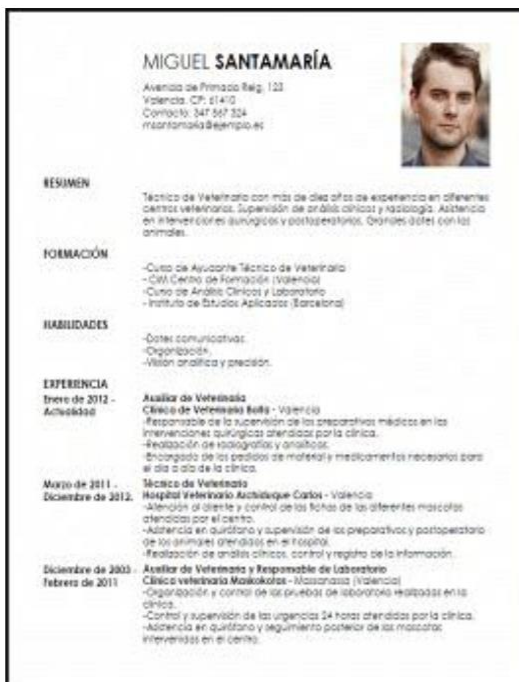 MIGUEL SANTAMARÍA
Avenida de Primado Reig, 123
Valencia. CP: 61410
Contacto: 347 567 324
msantamaria@ejemplo.es
RESUMEN
Técnico de Veterinario con más de diez años de experiencia en diferentes
centros veterinarios. Supervisión de análisis clínicos y radiología. Asistencia
en intervenciones quirúrgicas y postoperatorios. Grandes dotes con los
animales.
FORMACIÓN
-Curso de Ayudante Técnico de Veterinaria
- Centro de Formación (Valencia)
-Curso de Análisis Clínicos y Laboratorio
- Instituto de Estudios Aplicados (Barcelona)
HABILIDADES
-Dotes comunicativas.
-Organización.
-Visión analítica y precisión.
EXPERIENCIA
Enero de 2012 - Auxiliar de Veterinaria
Actualidad Clínica de Veterinaria - Valencia
-Responsable de la supervisión de los preparativos médicos en las
intervenciones quirúrgicas atendidas por la clínica.
-Realización de radiografías y analíticas.
-Encargado de los pedidos de material y medicamentos necesarios para
el día a día de la clínica.
Marzo de 2011 - Técnico de Veterinario
Diciembre de 2012. Hospital Veterinario Archiduque Carlos - Valencia
-Atención al cliente y control de las fichas de las diferentes mascotas
atendidas por el centro.
-Asistencia en quirófano y supervisión de los preparativos y postoperatorio
de los animales atendidos en el hospital.
-Realización de análisis clínicos, control y registro de la información.
Diciembre de 2003 - Auxiliar de Veterinaria y Responsable de Laboratorio
Febrero de 2011 Clínica veterinaria Maskokotas - Massanassa (Valencia)
-Organización y control de las pruebas de laboratorio realizadas en la
clínica.
-Control y supervisión de las urgencias 24 horas atendidas por la clínica.
-Asistencia en quirófano y seguimiento posterior de las mascotas
intervenidas en el centro.